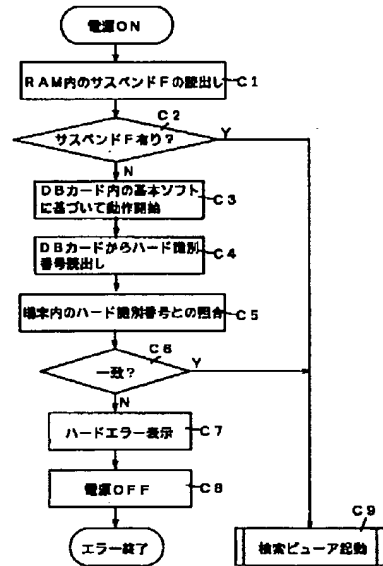 電源ON
RAM内のサスペンドFの読出し
C1
C2
サスペンドF有り?
Y
N
DBカード内の基本ソフト
に基づいて動作開始
C3
DBカードからハード識別
番号読出し
C4
端末内のハード識別番号との照合
C5
C6
一致?
Y
N
ハードエラー表示
C7
電源OFF
C8
エラー終了
C9
検索ビューア起動